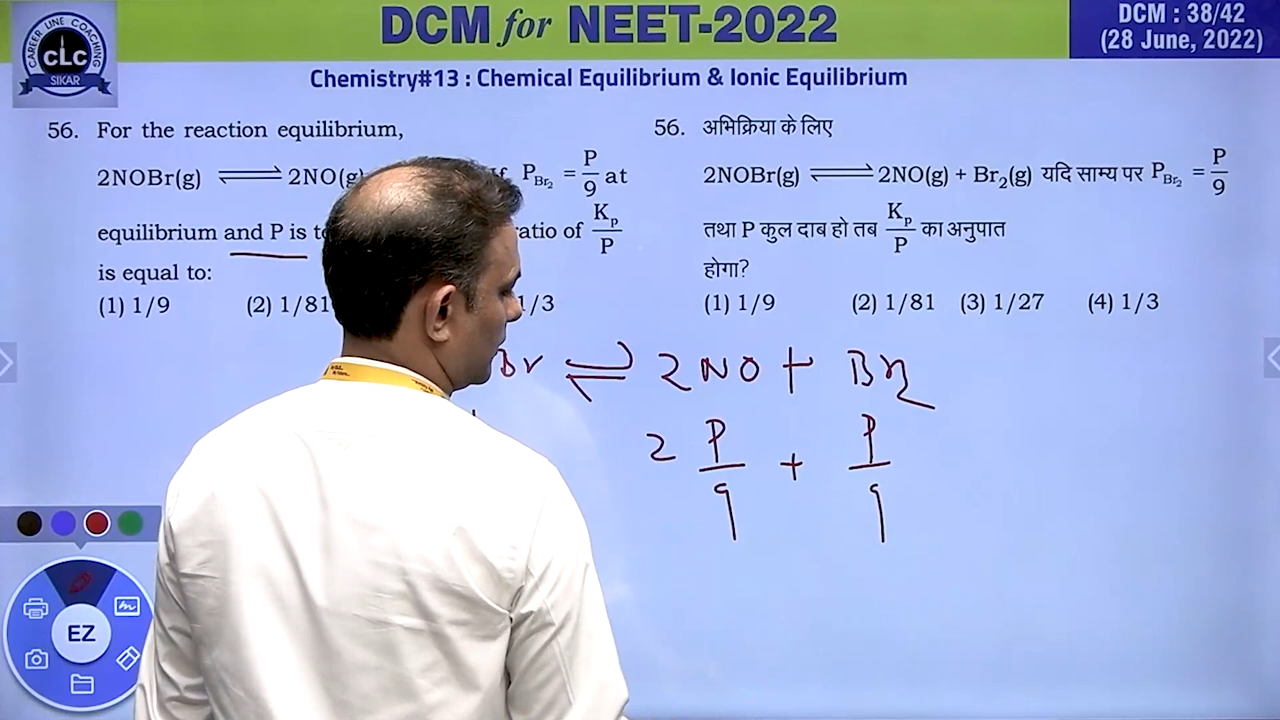 DCM for NEET-2022
DCM : 38/42
(28 June, 2022)
CAREER LINE COACHING
CLC
SIKAR
Chemistry#13 : Chemical Equilibrium & Ionic Equilibrium
56. For the reaction equilibrium,
2NOBr(g) ⇌ 2NO(g) P_Br₂ = P/9 at
equilibrium and P is of K_p/P
is equal to:
(1) 1/9 (2) 1/81 1/3
56. अभिक्रिया के लिए
2NOBr(g) ⇌ 2NO(g) + Br₂(g) यदि साम्य पर P_Br₂ = P/9
तथा P कुल दाब हो तब K_p/P का अनुपात
होगा?
(1) 1/9 (2) 1/81 (3) 1/27 (4) 1/3
Br ⇌ 2NO + Br₂
2 P/9 + P/9
EZ